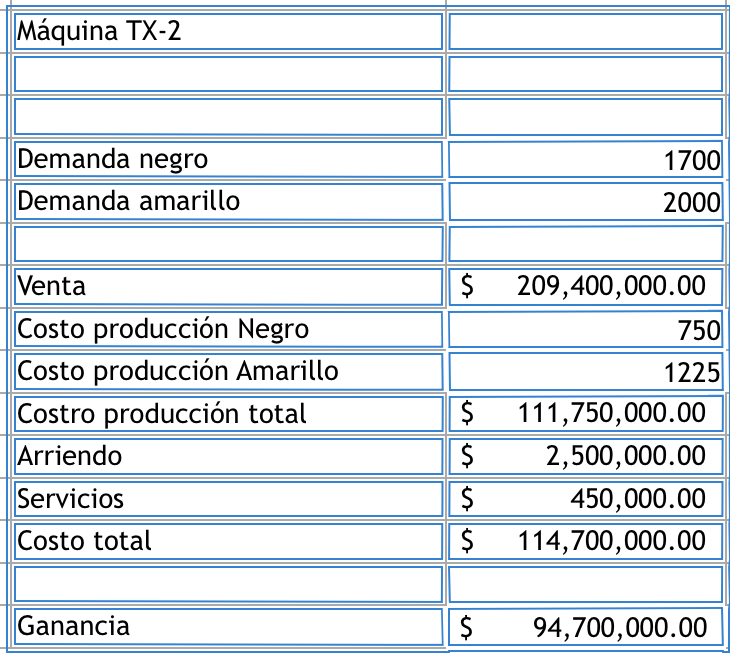 Máquina TX-2
Demanda negro 1700
Demanda amarillo 2000
Venta $ 209,400,000.00
Costo producción Negro 750
Costo producción Amarillo 1225
Costro producción total $ 111,750,000.00
Arriendo $ 2,500,000.00
Servicios $ 450,000.00
Costo total $ 114,700,000.00
Ganancia $ 94,700,000.00